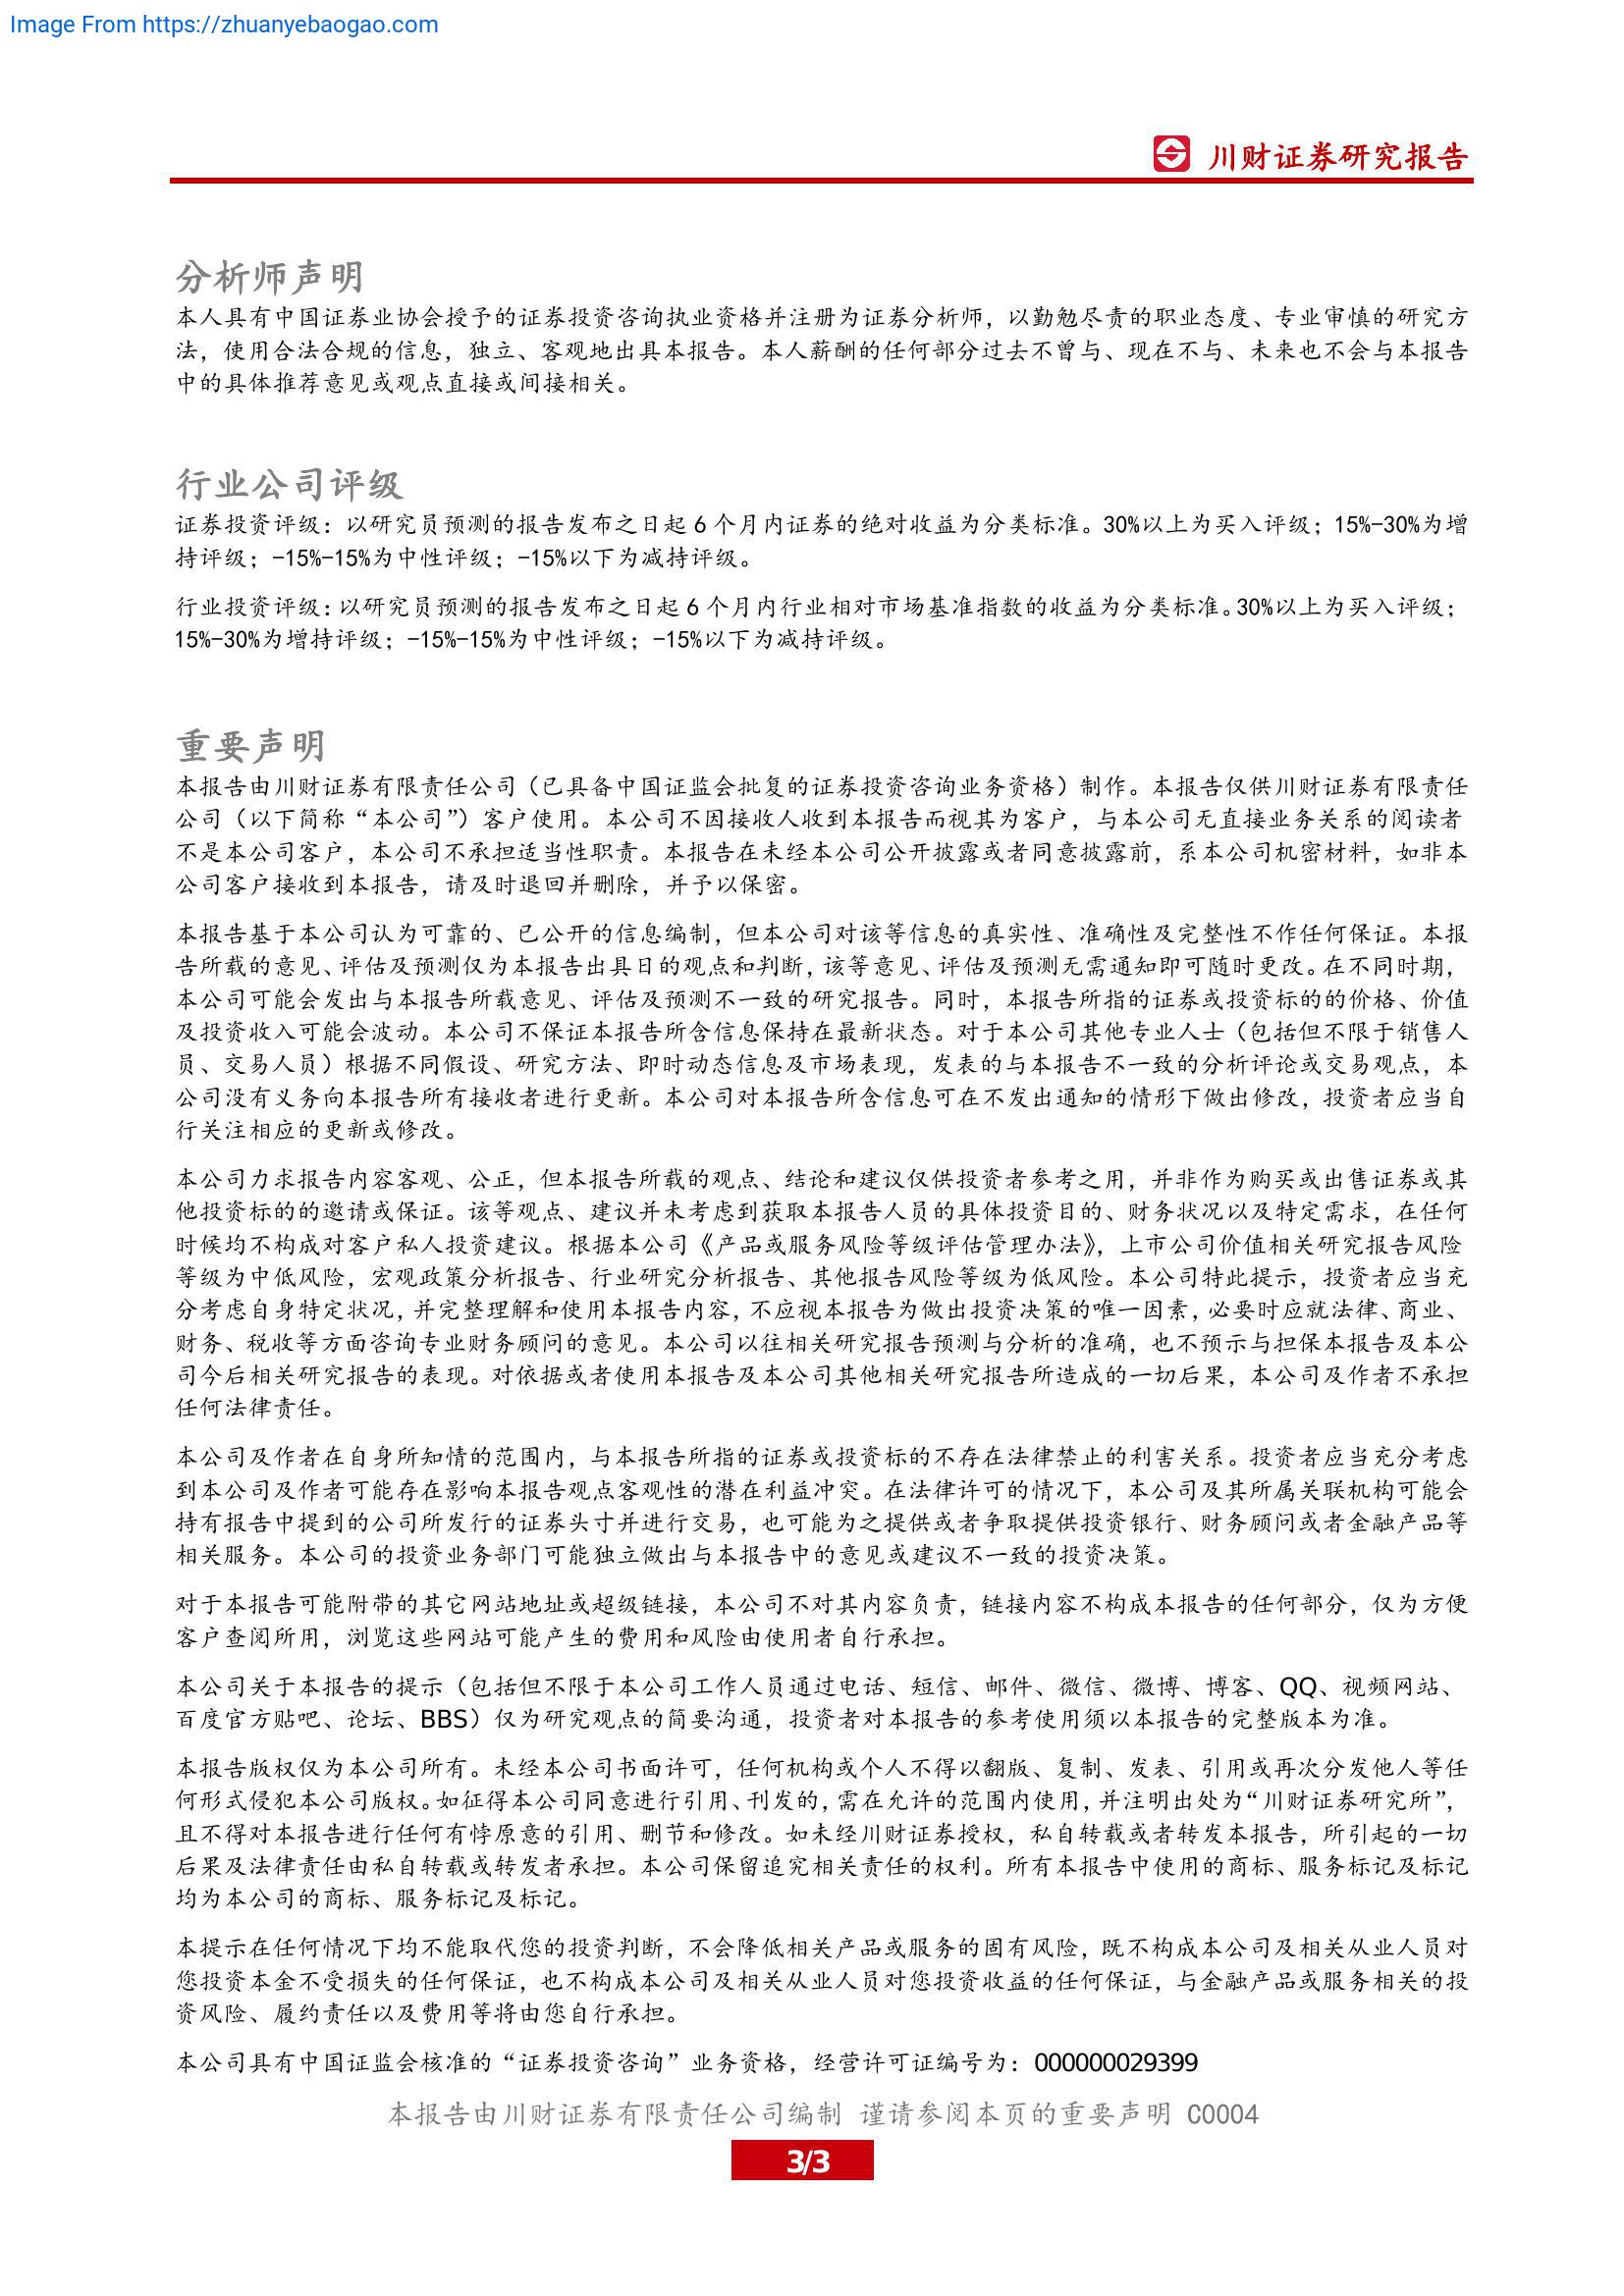 Image From https://zhuanyebaogao.com
川财证券研究报告
分析师声明
本人具有中国证券业协会授予的证券投资咨询执业资格并注册为证券分析师，以勤勉尽责的职业态度、专业审慎的研究方
法，使用合法合规的信息，独立、客观地出具本报告。本人薪酬的任何部分过去不曾与、现在不与、未来也不会与本报告
中的具体推荐意见或观点直接或间接相关。
行业公司评级
证券投资评级：以研究员预测的报告发布之日起 6 个月内证券的绝对收益为分类标准。30%以上为买入评级；15%-30%为增
持评级；-15%-15%为中性评级；-15%以下为减持评级。
行业投资评级：以研究员预测的报告发布之日起 6 个月内行业相对市场基准指数的收益为分类标准。30%以上为买入评级；
15%-30%为增持评级；-15%-15%为中性评级；-15%以下为减持评级。
重要声明
本报告由川财证券有限责任公司（已具备中国证监会批复的证券投资咨询业务资格）制作。本报告仅供川财证券有限责任
公司（以下简称“本公司”）客户使用。本公司不因接收人收到本报告而视其为客户，与本公司无直接业务关系的阅读者
不是本公司客户，本公司不承担适当性职责。本报告在未经本公司公开披露或者同意披露前，系本公司机密材料，如非本
公司客户接收到本报告，请及时退回并删除，并予以保密。
本报告基于本公司认为可靠的、已公开的信息编制，但本公司对该等信息的真实性、准确性及完整性不作任何保证。本报
告所载的意见、评估及预测仅为本报告出具日的观点和判断，该等意见、评估及预测无需通知即可随时更改。在不同时期，
本公司可能会发出与本报告所载意见、评估及预测不一致的研究报告。同时，本报告所指的证券或投资标的的价格、价值
及投资收入可能会波动。本公司不保证本报告所含信息保持在最新状态。对于本公司其他专业人士（包括但不限于销售人
员、交易人员）根据不同假设、研究方法、即时动态信息及市场表现，发表的与本报告不一致的分析评论或交易观点，本
公司没有义务向本报告所有接收者进行更新。本公司对本报告所含信息可在不发出通知的情形下做出修改，投资者应当自
行关注相应的更新或修改。
本公司力求报告内容客观、公正，但本报告所载的观点、结论和建议仅供投资者参考之用，并非作为购买或出售证券或其
他投资标的的邀请或保证。该等观点、建议并未考虑到获取本报告人员的具体投资目的、财务状况以及特定需求，在任何
时候均不构成对客户私人投资建议。根据本公司《产品或服务风险等级评估管理办法》，上市公司价值相关研究报告风险
等级为中低风险，宏观政策分析报告、行业研究分析报告、其他报告风险等级为低风险。本公司特此提示，投资者应当充
分考虑自身特定状况，并完整理解和使用本报告内容，不应视本报告为做出投资决策的唯一因素，必要时应就法律、商业、
财务、税收等方面咨询专业财务顾问的意见。本公司以往相关研究报告预测与分析的准确，也不预示与担保本报告及本公
司今后相关研究报告的表现。对依据或者使用本报告及本公司其他相关研究报告所造成的一切后果，本公司及作者不承担
任何法律责任。
本公司及作者在自身所知情的范围内，与本报告所指的证券或投资标的不存在法律禁止的利害关系。投资者应当充分考虑
到本公司及作者可能存在影响本报告观点客观性的潜在利益冲突。在法律许可的情况下，本公司及其所属关联机构可能会
持有报告中提到的公司所发行的证券头寸并进行交易，也可能为之提供或者争取提供投资银行、财务顾问或者金融产品等
相关服务。本公司的投资业务部门可能独立做出与本报告中的意见或建议不一致的投资决策。
对于本报告可能附带的其它网站地址或超级链接，本公司不对其内容负责，链接内容不构成本报告的任何部分，仅为方便
客户查阅所用，浏览这些网站可能产生的费用和风险由使用者自行承担。
本公司关于本报告的提示（包括但不限于本公司工作人员通过电话、短信、邮件、微信、微博、博客、QQ、视频网站、
百度官方贴吧、论坛、BBS）仅为研究观点的简要沟通，投资者对本报告的参考使用须以本报告的完整版本为准。
本报告版权仅为本公司所有。未经本公司书面许可，任何机构或个人不得以翻版、复制、发表、引用或再次分发他人等任
何形式侵犯本公司版权。如征得本公司同意进行引用、刊发的，需在允许的范围内使用，并注明出处为“川财证券研究所”，
且不得对本报告进行任何有悖原意的引用、删节和修改。如未经川财证券授权，私自转载或者转发本报告，所引起的一切
后果及法律责任由私自转载或转发者承担。本公司保留追究相关责任的权利。所有本报告中使用的商标、服务标记及标记
均为本公司的商标、服务标记及标记。
本提示在任何情况下均不能取代您的投资判断，不会降低相关产品或服务的固有风险，既不构成本公司及相关从业人员对
您投资本金不受损失的任何保证，也不构成本公司及相关从业人员对您投资收益的任何保证，与金融产品或服务相关的投
资风险、履约责任以及费用等将由您自行承担。
本公司具有中国证监会核准的“证券投资咨询”业务资格，经营许可证编号为：000000029399
本报告由川财证券有限责任公司编制 谨请参阅本页的重要声明 C0004
3/3